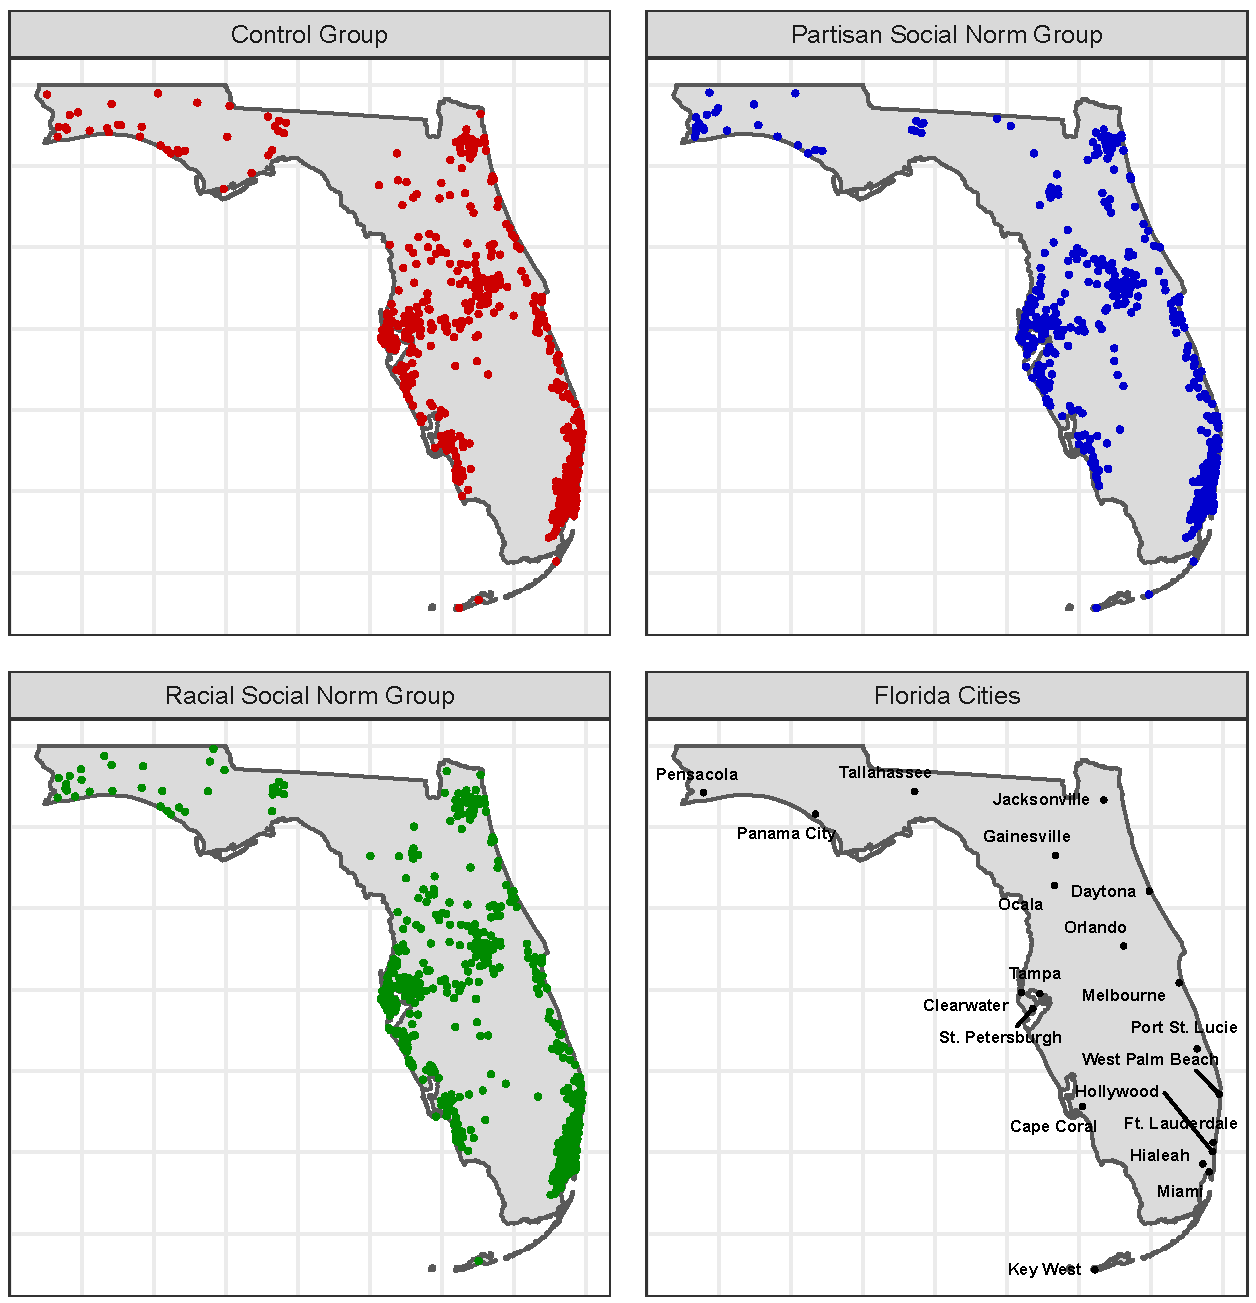 Control Group
Partisan Social Norm Group
Racial Social Norm Group
Florida Cities
Pensacola
Tallahassee
Jacksonville
Panama City
Gainesville
Daytona
Ocala
Orlando
Tampa
Melbourne
Clearwater
Port St. Lucie
St. Petersburgh
West Palm Beach
Hollywood
Ft. Lauderdale
Cape Coral
Hialeah
Miami
Key West